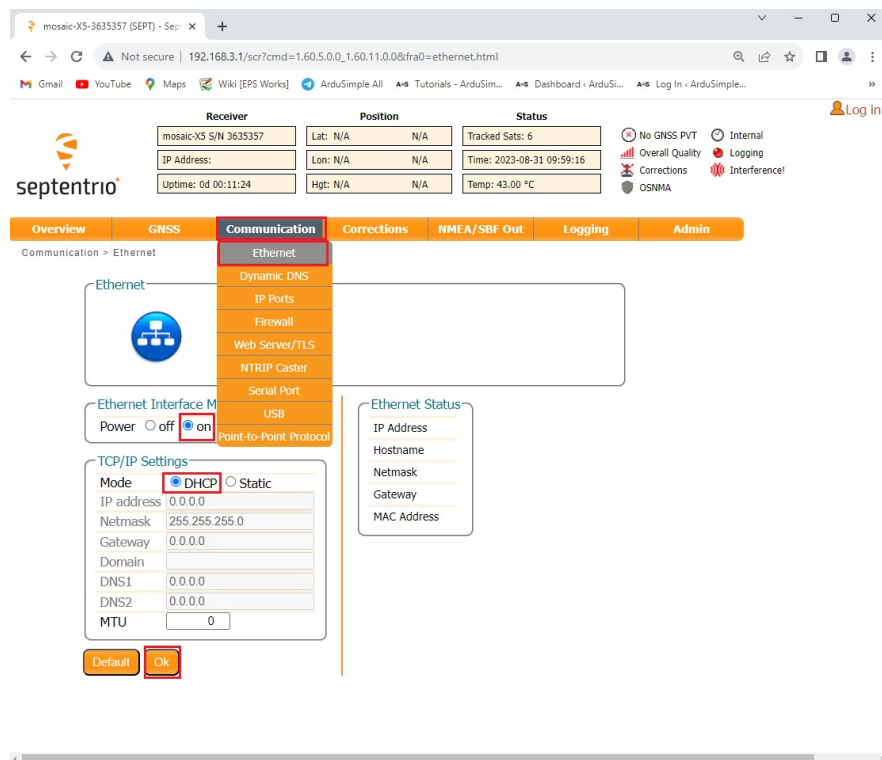 mosaic-X5-3635357 (SEPT) - Sep
Not secure | 192.168.3.1/scr?cmd=1.60.5.0.0_1.60.11.0.0&fra0=ethernet.html
Gmail YouTube Maps Wiki [EPS Works] ArduSimple All Tutorials - ArduSim... Dashboard ‹ ArduSi... Log In ‹ ArduSimple... »
Log in
Receiver Position Status
mosaic-X5 S/N 3635357 Lat: N/A N/A Tracked Sats: 6 No GNSS PVT Internal
IP Address: Lon: N/A N/A Time: 2023-08-31 09:59:16 Overall Quality Logging
Corrections Interference!
septentrio Uptime: 0d 00:11:24 Hgt: N/A N/A Temp: 43.00 °C OSNMA
Overview GNSS Communication Corrections NMEA/SBF Out Logging Admin
Communication > Ethernet
Ethernet
Dynamic DNS
IP Ports
Firewall
Web Server/TLS
NTRIP Caster
Serial Port
USB
Point-to-Point Protocol
Ethernet
Ethernet Interface M
Power off on
TCP/IP Settings
Mode DHCP Static
IP address 0.0.0.0
Netmask 255.255.255.0
Gateway 0.0.0.0
Domain
DNS1 0.0.0.0
DNS2 0.0.0.0
MTU 0
Default Ok
Ethernet Status
IP Address
Hostname
Netmask
Gateway
MAC Address